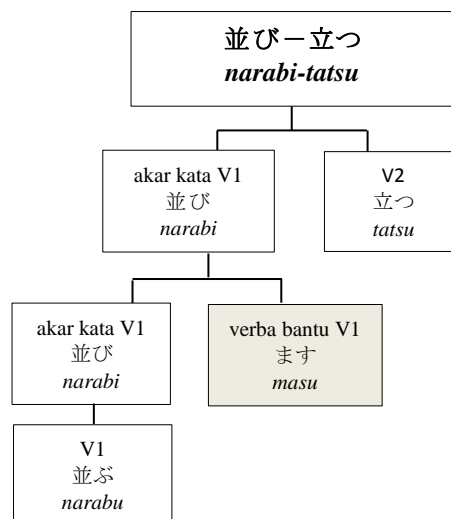 並び－立つ
narabi-tatsu
akar kata V1
並び
narabi
V2
立つ
tatsu
akar kata V1
並び
narabi
verba bantu V1
ます
masu
V1
並ぶ
narabu